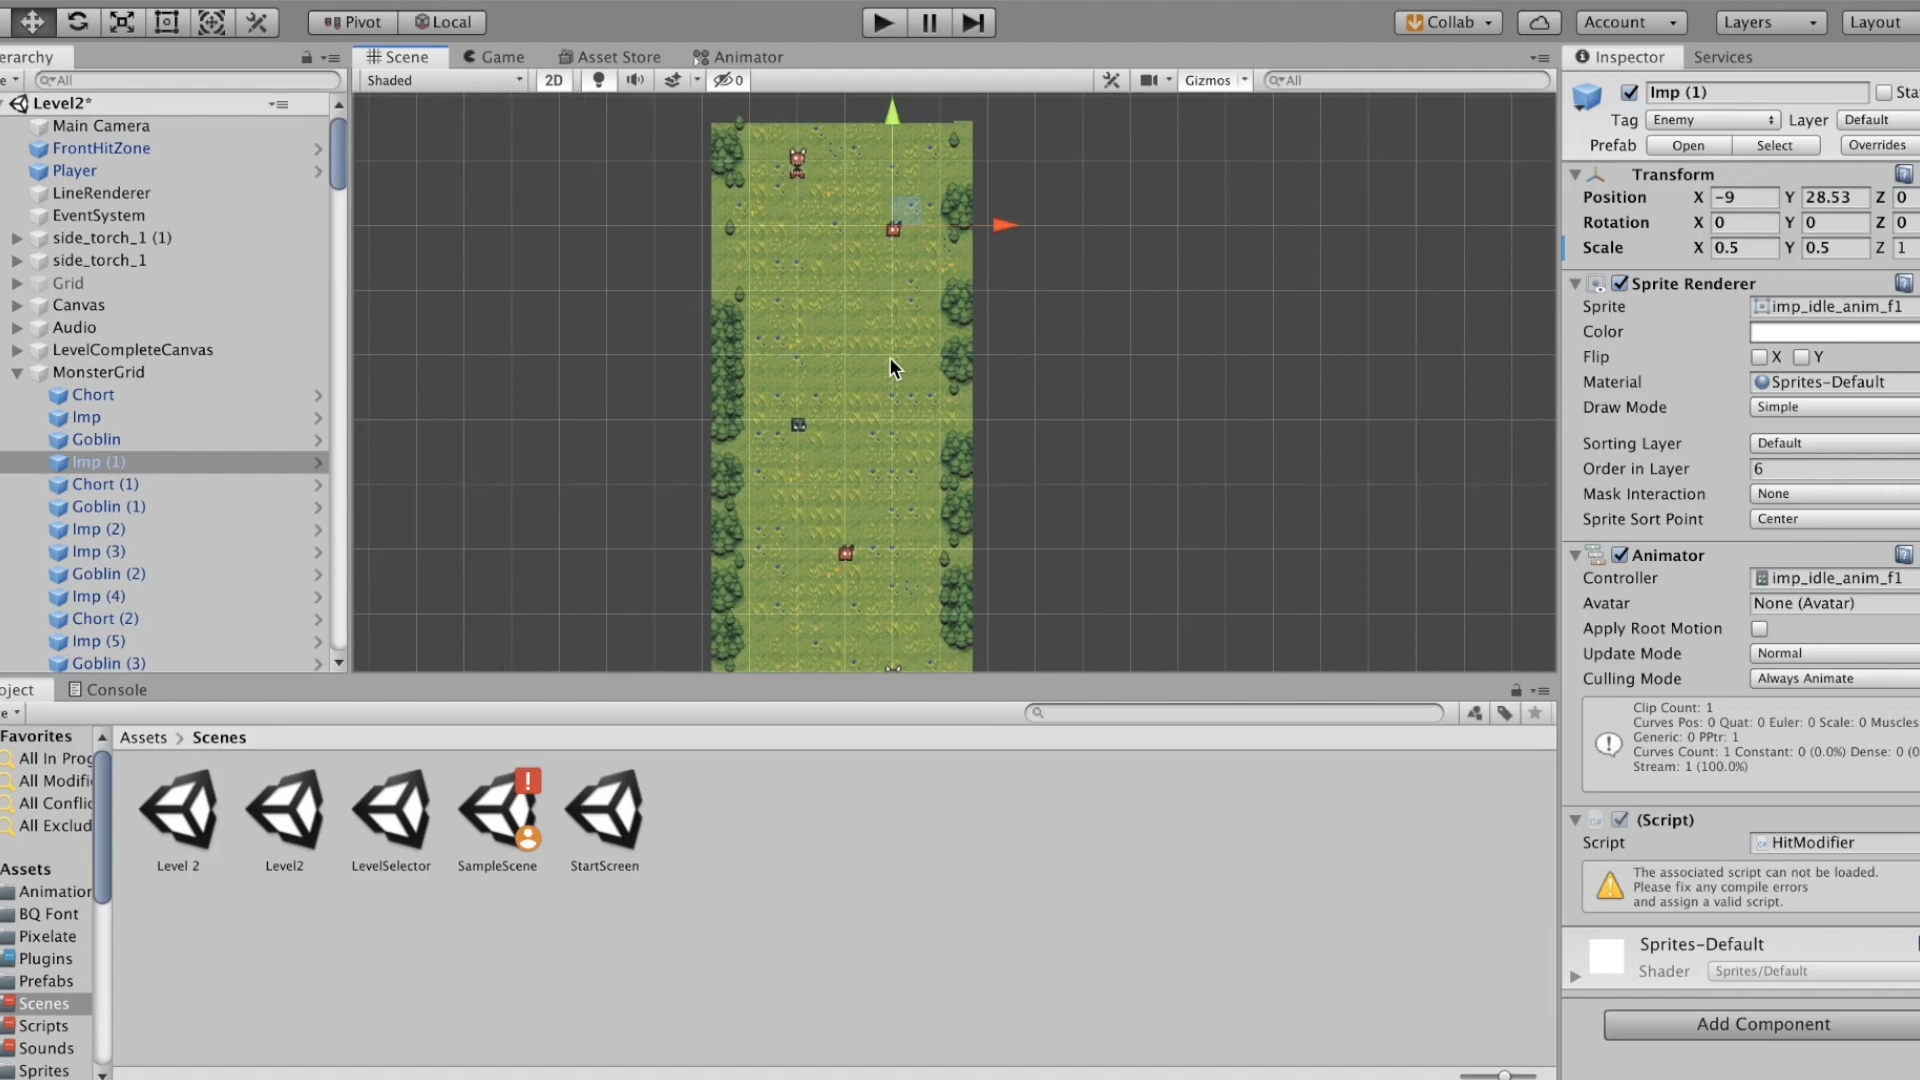 Pivot Local Collab Account Layers Layout
erarchy Scene Game Asset Store Animator Inspector Services
e All Shaded 2D 0 Gizmos All
Level2*
Main Camera
FrontHitZone
Player
LineRenderer
EventSystem
side_torch_1 (1)
side_torch_1
Grid
Canvas
Audio
LevelCompleteCanvas
MonsterGrid
Chort
Imp
Goblin
Imp (1)
Chort (1)
Goblin (1)
Imp (2)
Imp (3)
Goblin (2)
Imp (4)
Chort (2)
Imp (5)
Goblin (3)
Imp (1) Sta
Tag Enemy Layer Default
Prefab Open Select Overrides
Transform
Position X -9 Y 28.53 Z 0
Rotation X 0 Y 0 Z 0
Scale X 0.5 Y 0.5 Z 1
Sprite Renderer
Sprite imp_idle_anim_f1
Color
Flip X Y
Material Sprites-Default
Draw Mode Simple
Sorting Layer Default
Order in Layer 6
Mask Interaction None
Sprite Sort Point Center
Animator
Controller imp_idle_anim_f1
Avatar None (Avatar)
Apply Root Motion
Update Mode Normal
Culling Mode Always Animate
Clip Count: 1
Curves Pos: 0 Quat: 0 Euler: 0 Scale: 0 Muscles
Generic: 0 PPtr: 1
Curves Count: 1 Constant: 0 (0.0%) Dense: 0 (0
Stream: 1 (100.0%)
(Script)
Script HitModifier
The associated script can not be loaded.
Please fix any compile errors
and assign a valid script.
Sprites-Default
Shader Sprites/Default
Add Component
oject Console
e
Favorites
All In Prog
All Modifi
All Conflic
All Exclud
Assets
Animation
BQ Font
Pixelate
Plugins
Prefabs
Scenes
Scripts
Sounds
Sprites
Assets > Scenes
Level 2 Level2 LevelSelector SampleScene StartScreen